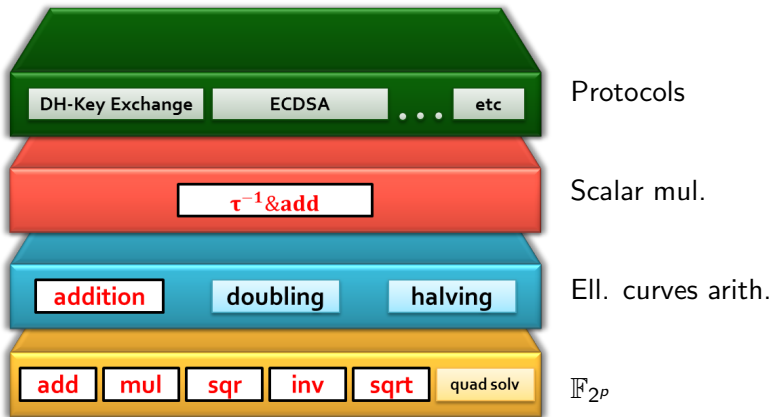 DH-Key Exchange ECDSA ... etc Protocols
τ⁻¹&add Scalar mul.
addition doubling halving Ell. curves arith.
add mul sqr inv sqrt quad solv 𝔽₂ᵖ